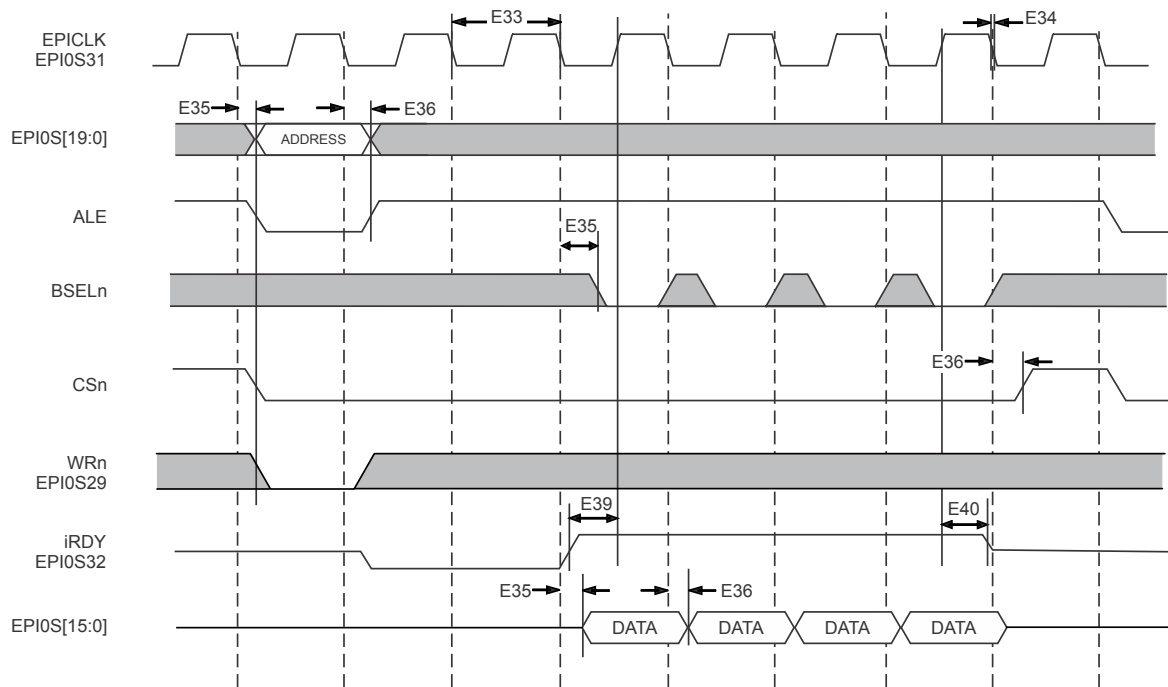 E33
E34
EPICLK
EPI0S31
E35
E36
EPI0S[19:0]
ADDRESS
ALE
E35
BSELn
E36
CSn
WRn
EPI0S29
E39
E40
iRDY
EPI0S32
E35
E36
EPI0S[15:0]
DATA DATA DATA DATA